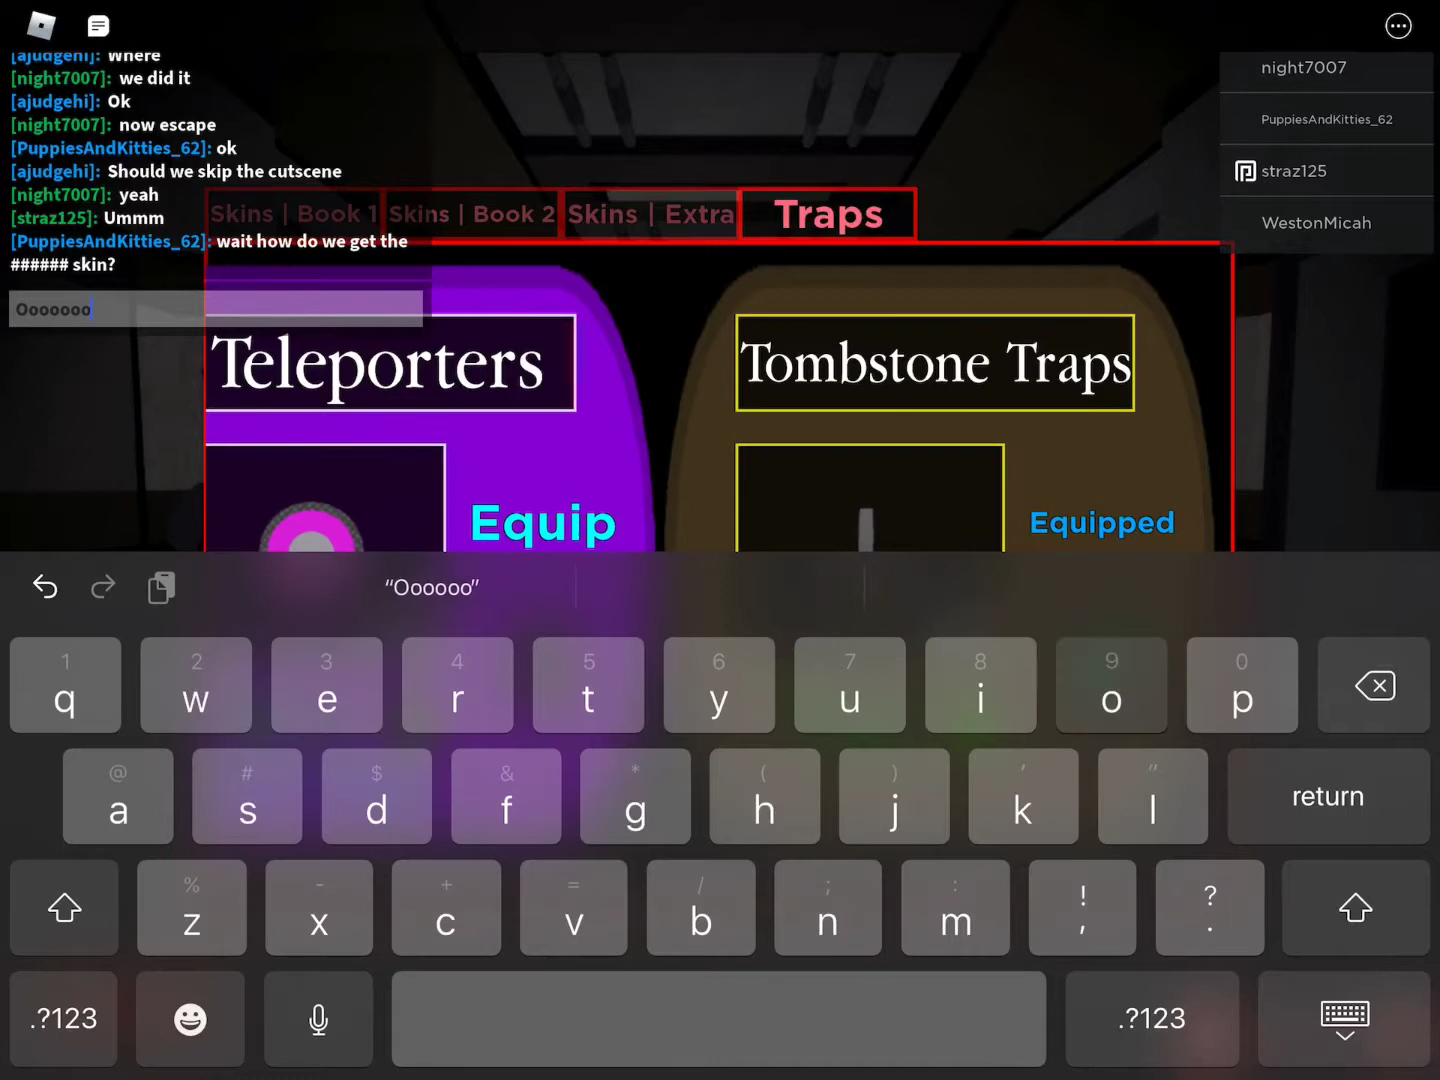 [ajudgehi]: Where
[night7007]: we did it
[ajudgehi]: Ok
[night7007]: now escape
[PuppiesAndKitties_62]: ok
[ajudgehi]: Should we skip the cutscene
[night7007]: yeah
[straz125]: Ummm
[PuppiesAndKitties_62]: wait how do we get the
###### skin?
Ooooooo
night7007
PuppiesAndKitties_62
straz125
WestonMicah
Skins | Book 1 Skins | Book 2 Skins | Extra Traps
Teleporters
Equip
Tombstone Traps
Equipped
“Oooooo”
1 2 3 4 5 6 7 8 9 0
q w e r t y u i o p
@ # $ & * ( ) ' "
a s d f g h j k l return
% - + = / ; : ! ?
z x c v b n m , .
.?123 .?123